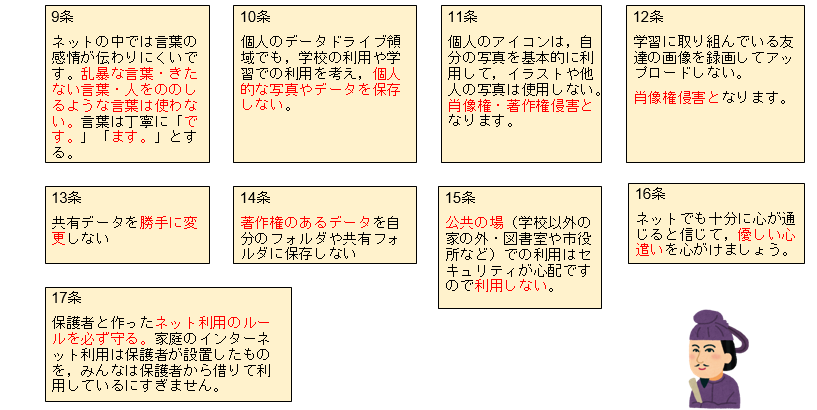 9条
ネットの中では言葉の
感情が伝わりにくいで
す。乱暴な言葉・きた
ない言葉・人をののし
るような言葉は使わな
い。言葉は丁寧に「で
す。」「ます。」とす
る。
10条
個人のデータドライブ領
域でも，学校の利用や学
習での利用を考え，個人
的な写真やデータを保存
しない。
11条
個人のアイコンは，自
分の写真を基本的に利
用して，イラストや他
人の写真は使用しない。
肖像権・著作権侵害と
なります。
12条
学習に取り組んでいる友
達の画像を録画してアッ
プロードしない。
肖像権侵害となります。
13条
共有データを勝手に変
更しない
14条
著作権のあるデータを自
分のフォルダや共有フォ
ルダに保存しない
15条
公共の場（学校以外の
家の外・図書室や市役
所など）での利用はセ
キュリティが心配です
ので利用しない。
16条
ネットでも十分に心が通
じると信じて，優しい心
遣いを心がけましょう。
17条
保護者と作ったネット利用のルー
ルを必ず守る。家庭のインターネ
ット利用は保護者が設置したもの
を，みんなは保護者から借りて利
用しているにすぎません。